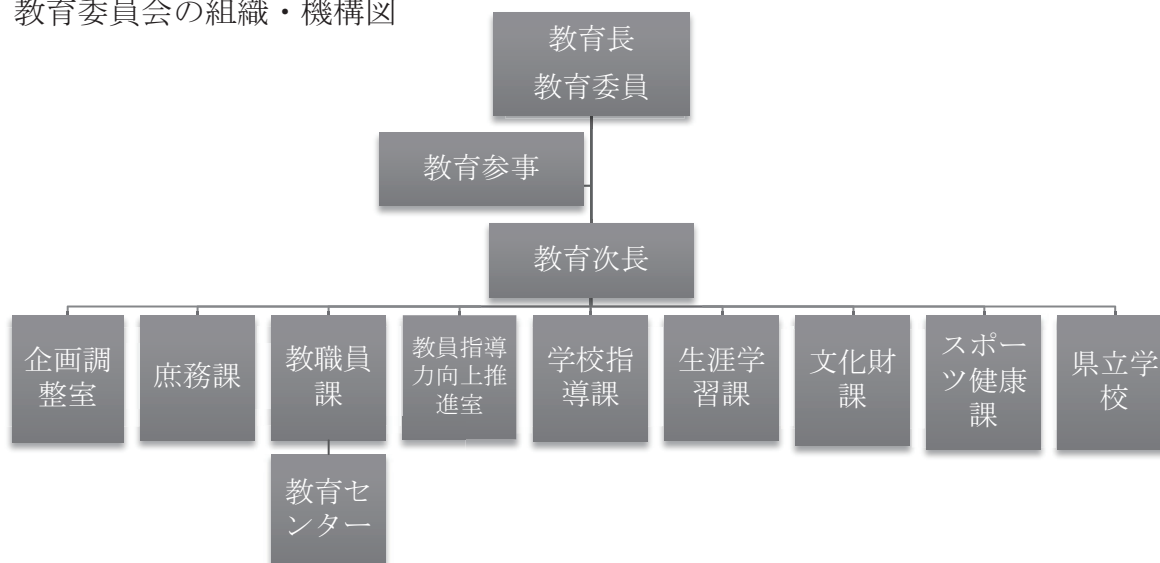 教育委員会の組織・機構図
教育長
教育委員
教育参事
教育次長
企画調
整室
庶務課
教職員
課
教員指導
力向上推
進室
学校指
導課
生涯学
習課
文化財
課
スポー
ツ健康
課
県立学
校
教育セ
ンター